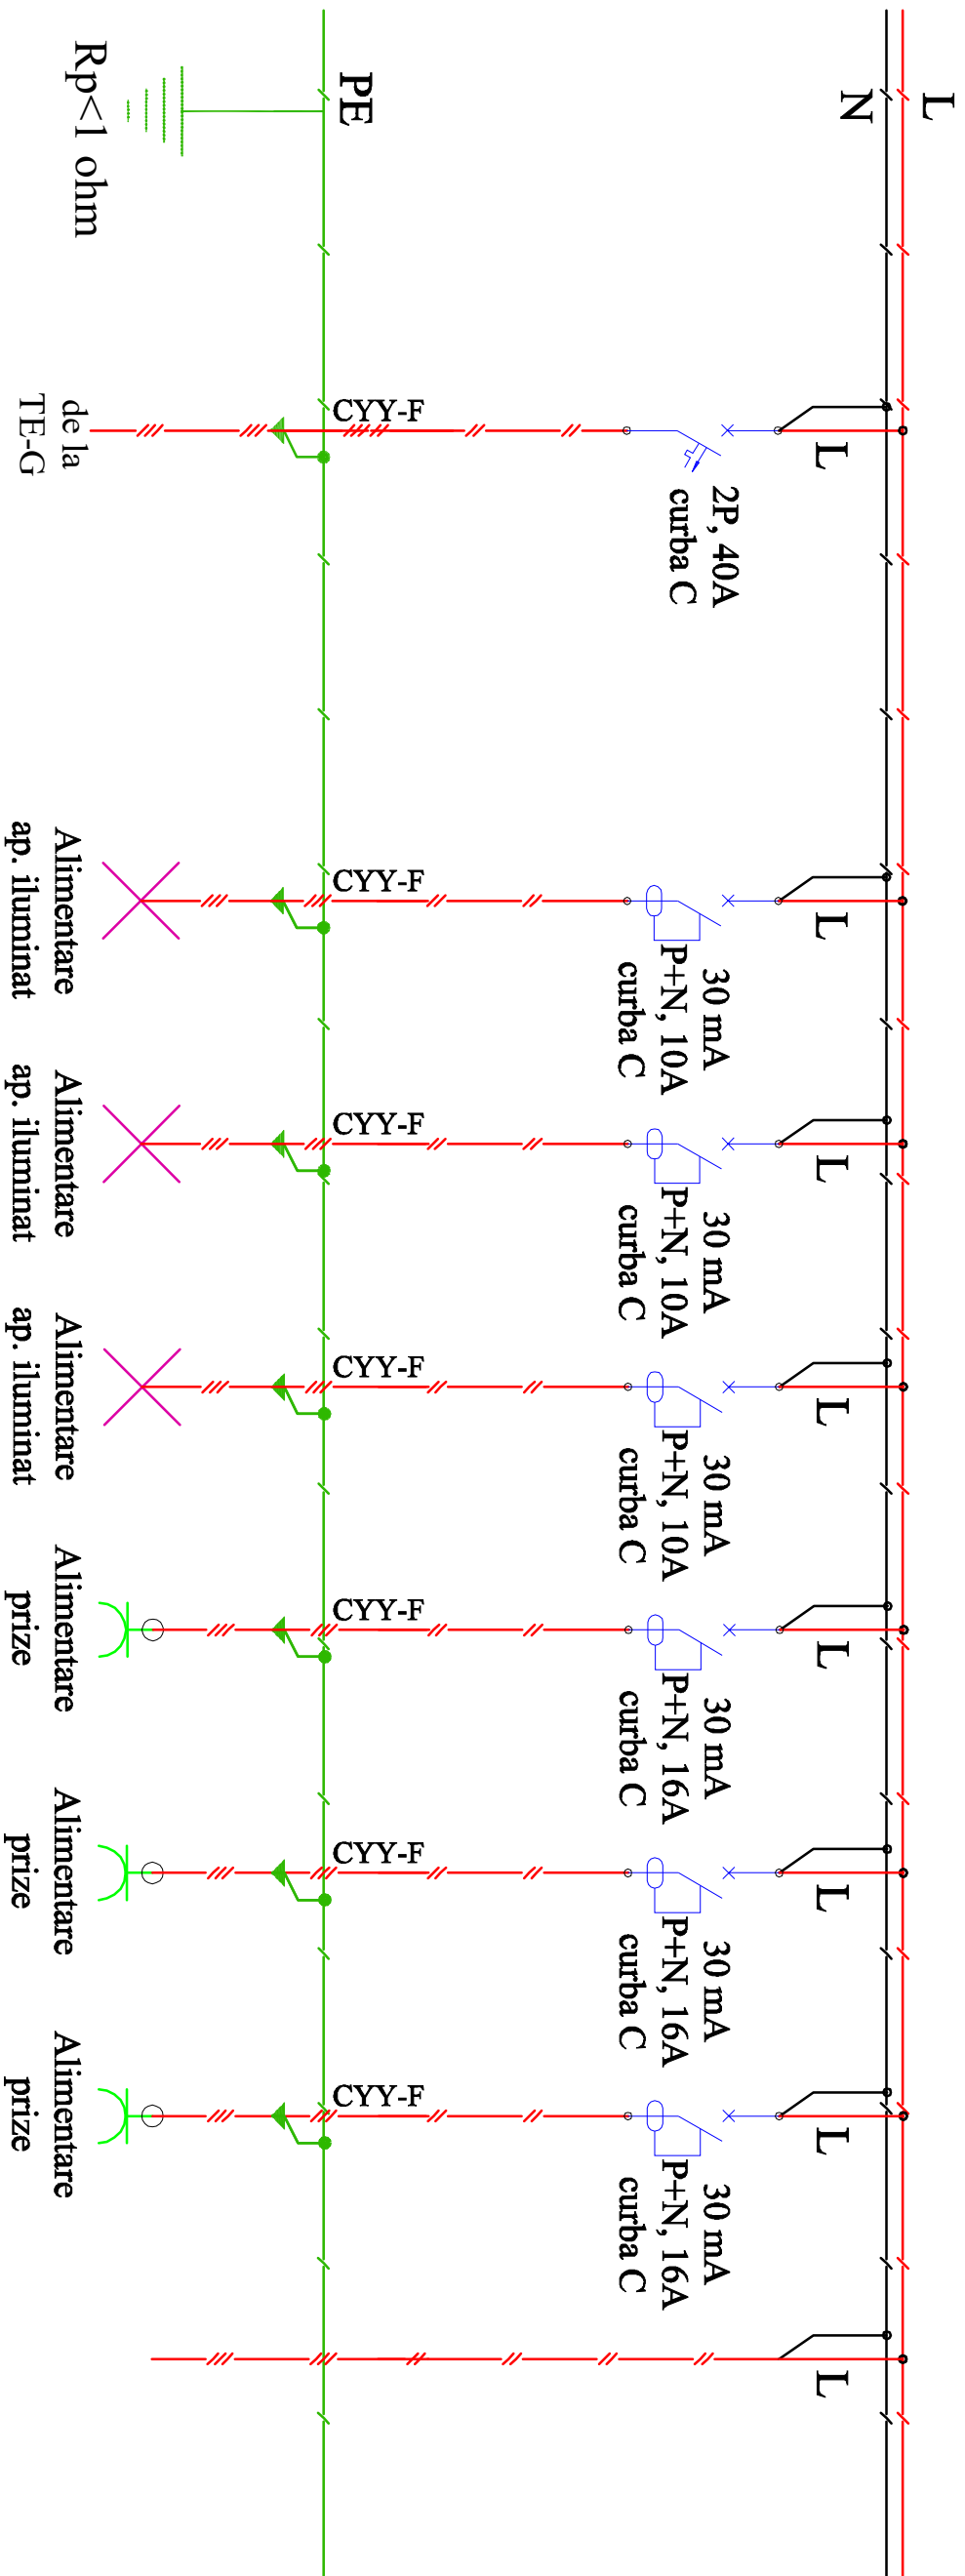 L
N
PE
Rp<1 ohm
L
2P, 40A
curba C
CYY-F
de la
TE-G
L
30 mA
P+N, 10A
curba C
CYY-F
Alimentare
ap. iluminat
L
30 mA
P+N, 10A
curba C
CYY-F
Alimentare
ap. iluminat
L
30 mA
P+N, 10A
curba C
CYY-F
Alimentare
ap. iluminat
L
30 mA
P+N, 16A
curba C
CYY-F
Alimentare
prize
L
30 mA
P+N, 16A
curba C
CYY-F
Alimentare
prize
L
30 mA
P+N, 16A
curba C
CYY-F
Alimentare
prize
L